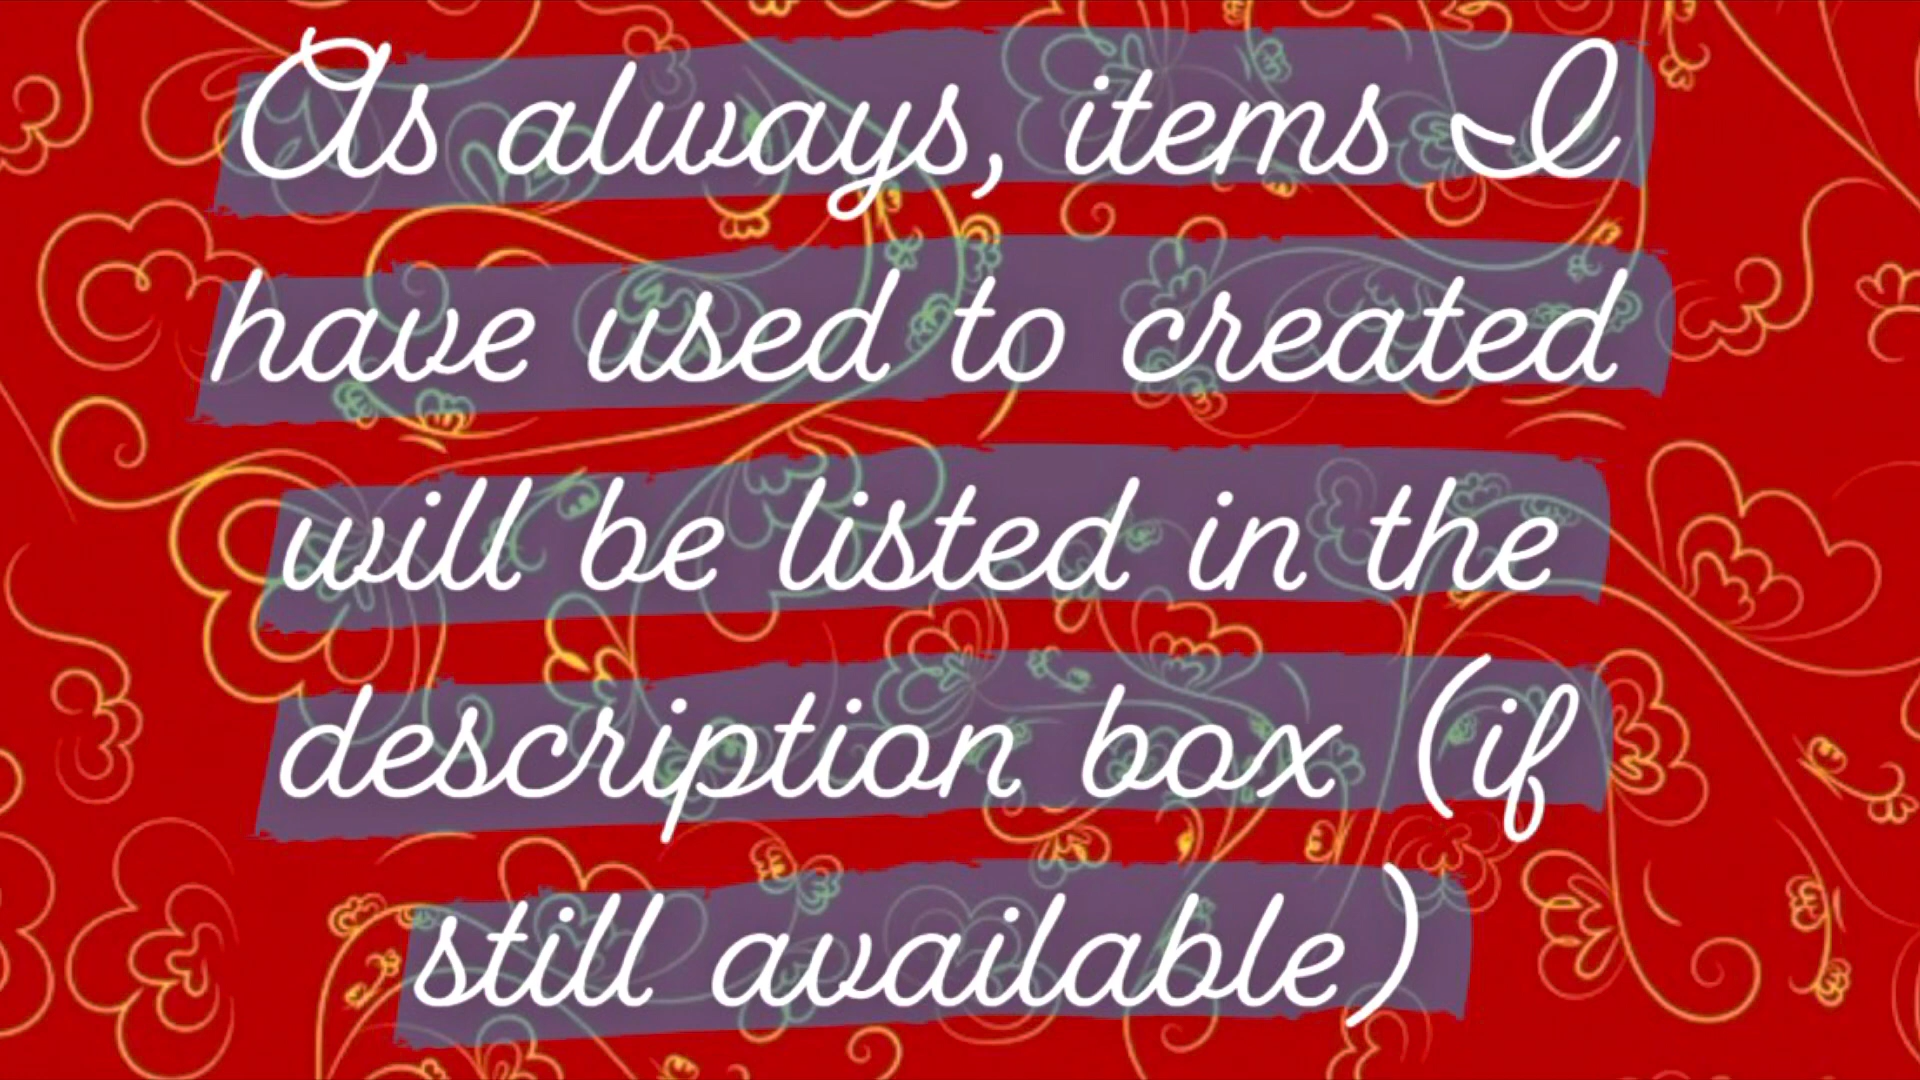 As always, items I
have used to created
will be listed in the
description box (if
still available)